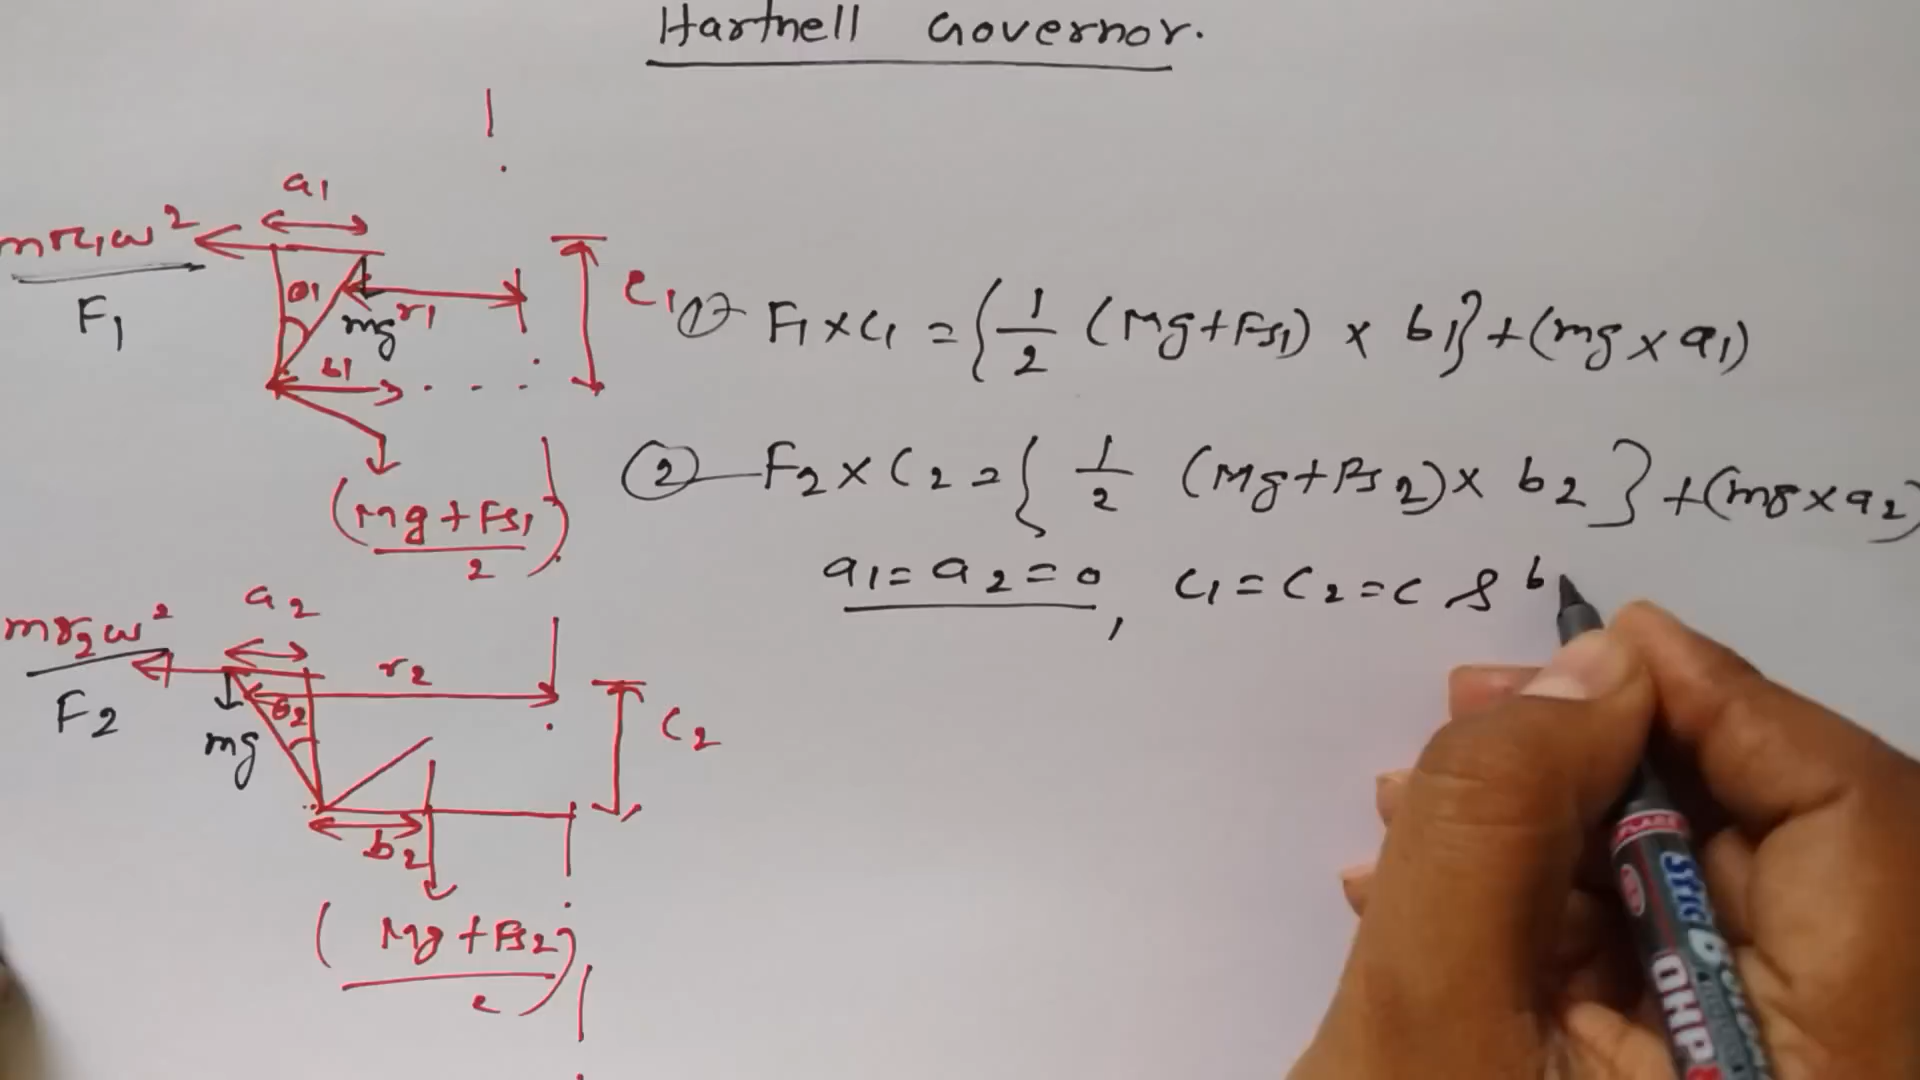 Hartnell Governor.
a1
mr1ω²
F1
θ1
mg
r1
C1
b1
(Mg+Fs1)
2
① F1×C1 = {1/2 (Mg+Fs1) × b1}+(mg×a1)
② F2×C2={1/2 (Mg+Fs2)× b2}+(mg×a2)
a1=a2=0, C1=C2=C & b
a2
mr2ω²
F2
r2
θ2
mg
C2
b2
(Mg+Fs2)
2
FLAIR
OHP